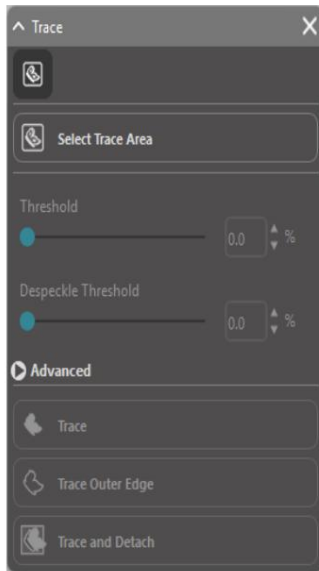 Trace
Select Trace Area
Threshold
0.0 %
Despeckle Threshold
0.0 %
Advanced
Trace
Trace Outer Edge
Trace and Detach